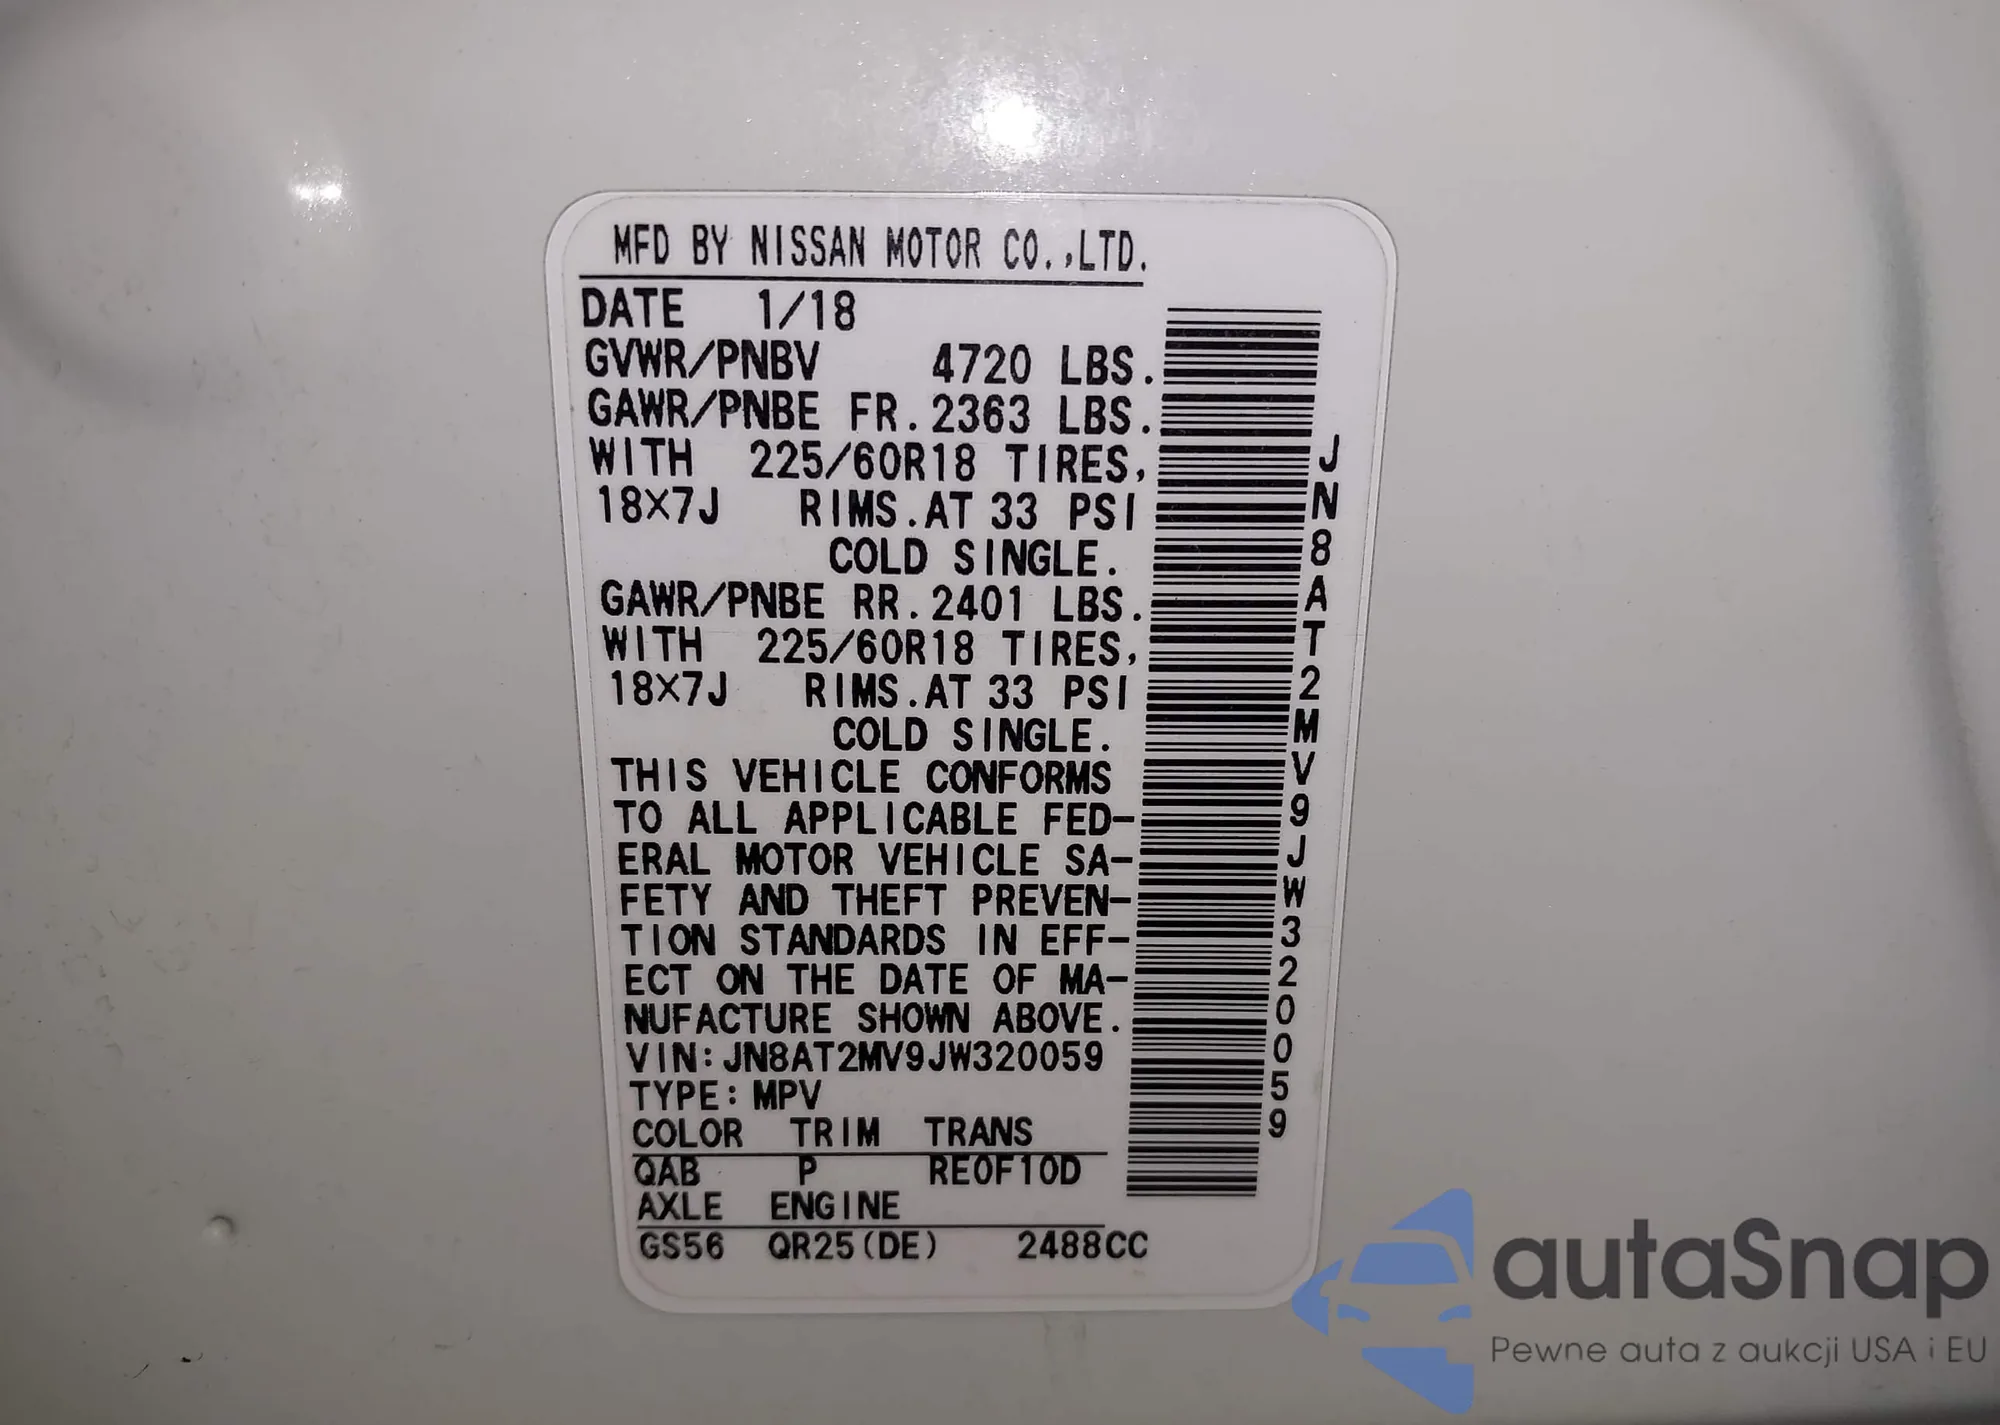 MFD BY NISSAN MOTOR CO.,LTD.
DATE 1/18
GVWR/PNBV 4720 LBS.
GAWR/PNBE FR.2363 LBS.
WITH 225/60R18 TIRES,
18X7J RIMS.AT 33 PSI
COLD SINGLE.
GAWR/PNBE RR.2401 LBS.
WITH 225/60R18 TIRES,
18X7J RIMS.AT 33 PSI
COLD SINGLE.
THIS VEHICLE CONFORMS
TO ALL APPLICABLE FED-
ERAL MOTOR VEHICLE SA-
FETY AND THEFT PREVEN-
TION STANDARDS IN EFF-
ECT ON THE DATE OF MA-
NUFACTURE SHOWN ABOVE.
VIN:JN8AT2MV9JW320059
TYPE:MPV
COLOR TRIM TRANS
QAB P RE0F10D
AXLE ENGINE
GS56 QR25(DE) 2488CC
JN8AT2MV9JW320059
autaSnap
Pewne auta z aukcji USA i EU